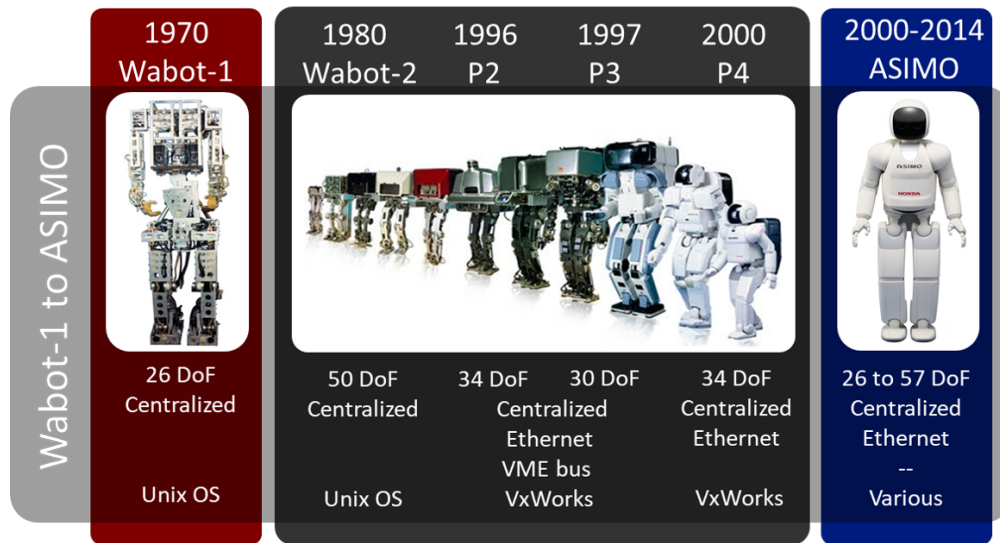 Wabot-1 to ASIMO
1970
Wabot-1
26 DoF
Centralized
Unix OS
1980 1996 1997 2000
Wabot-2 P2 P3 P4
50 DoF 34 DoF 30 DoF 34 DoF
Centralized Centralized Centralized
Ethernet Ethernet
VME bus
Unix OS VxWorks VxWorks
2000-2014
ASIMO
ASIMO
HONDA
26 to 57 DoF
Centralized
Ethernet
--
Various